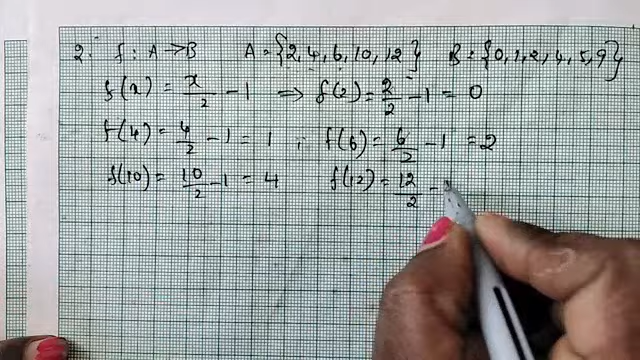 2. f : A → B A = {2, 4, 6, 10, 12} B = {0, 1, 2, 4, 5, 9}
f(x) = x/2 - 1 ⇒ f(2) = 2/2 - 1 = 0
f(4) = 4/2 - 1 = 1 , f(6) = 6/2 - 1 = 2
f(10) = 10/2 - 1 = 4 f(12) = 12/2 -